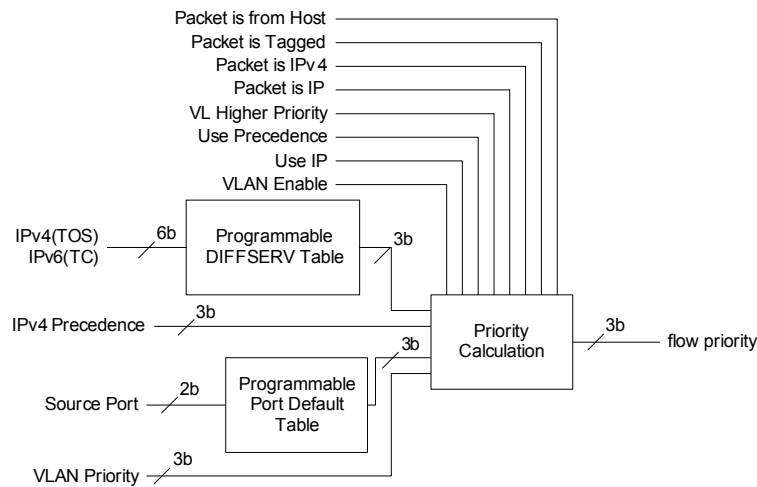 Packet is from Host
Packet is Tagged
Packet is IPv4
Packet is IP
VL Higher Priority
Use Precedence
Use IP
VLAN Enable
IPv4(TOS)
IPv6(TC)
6b
Programmable
DIFFSERV Table
3b
IPv4 Precedence
3b
Priority
Calculation
3b
flow priority
Source Port
2b
Programmable
Port Default
Table
3b
VLAN Priority
3b